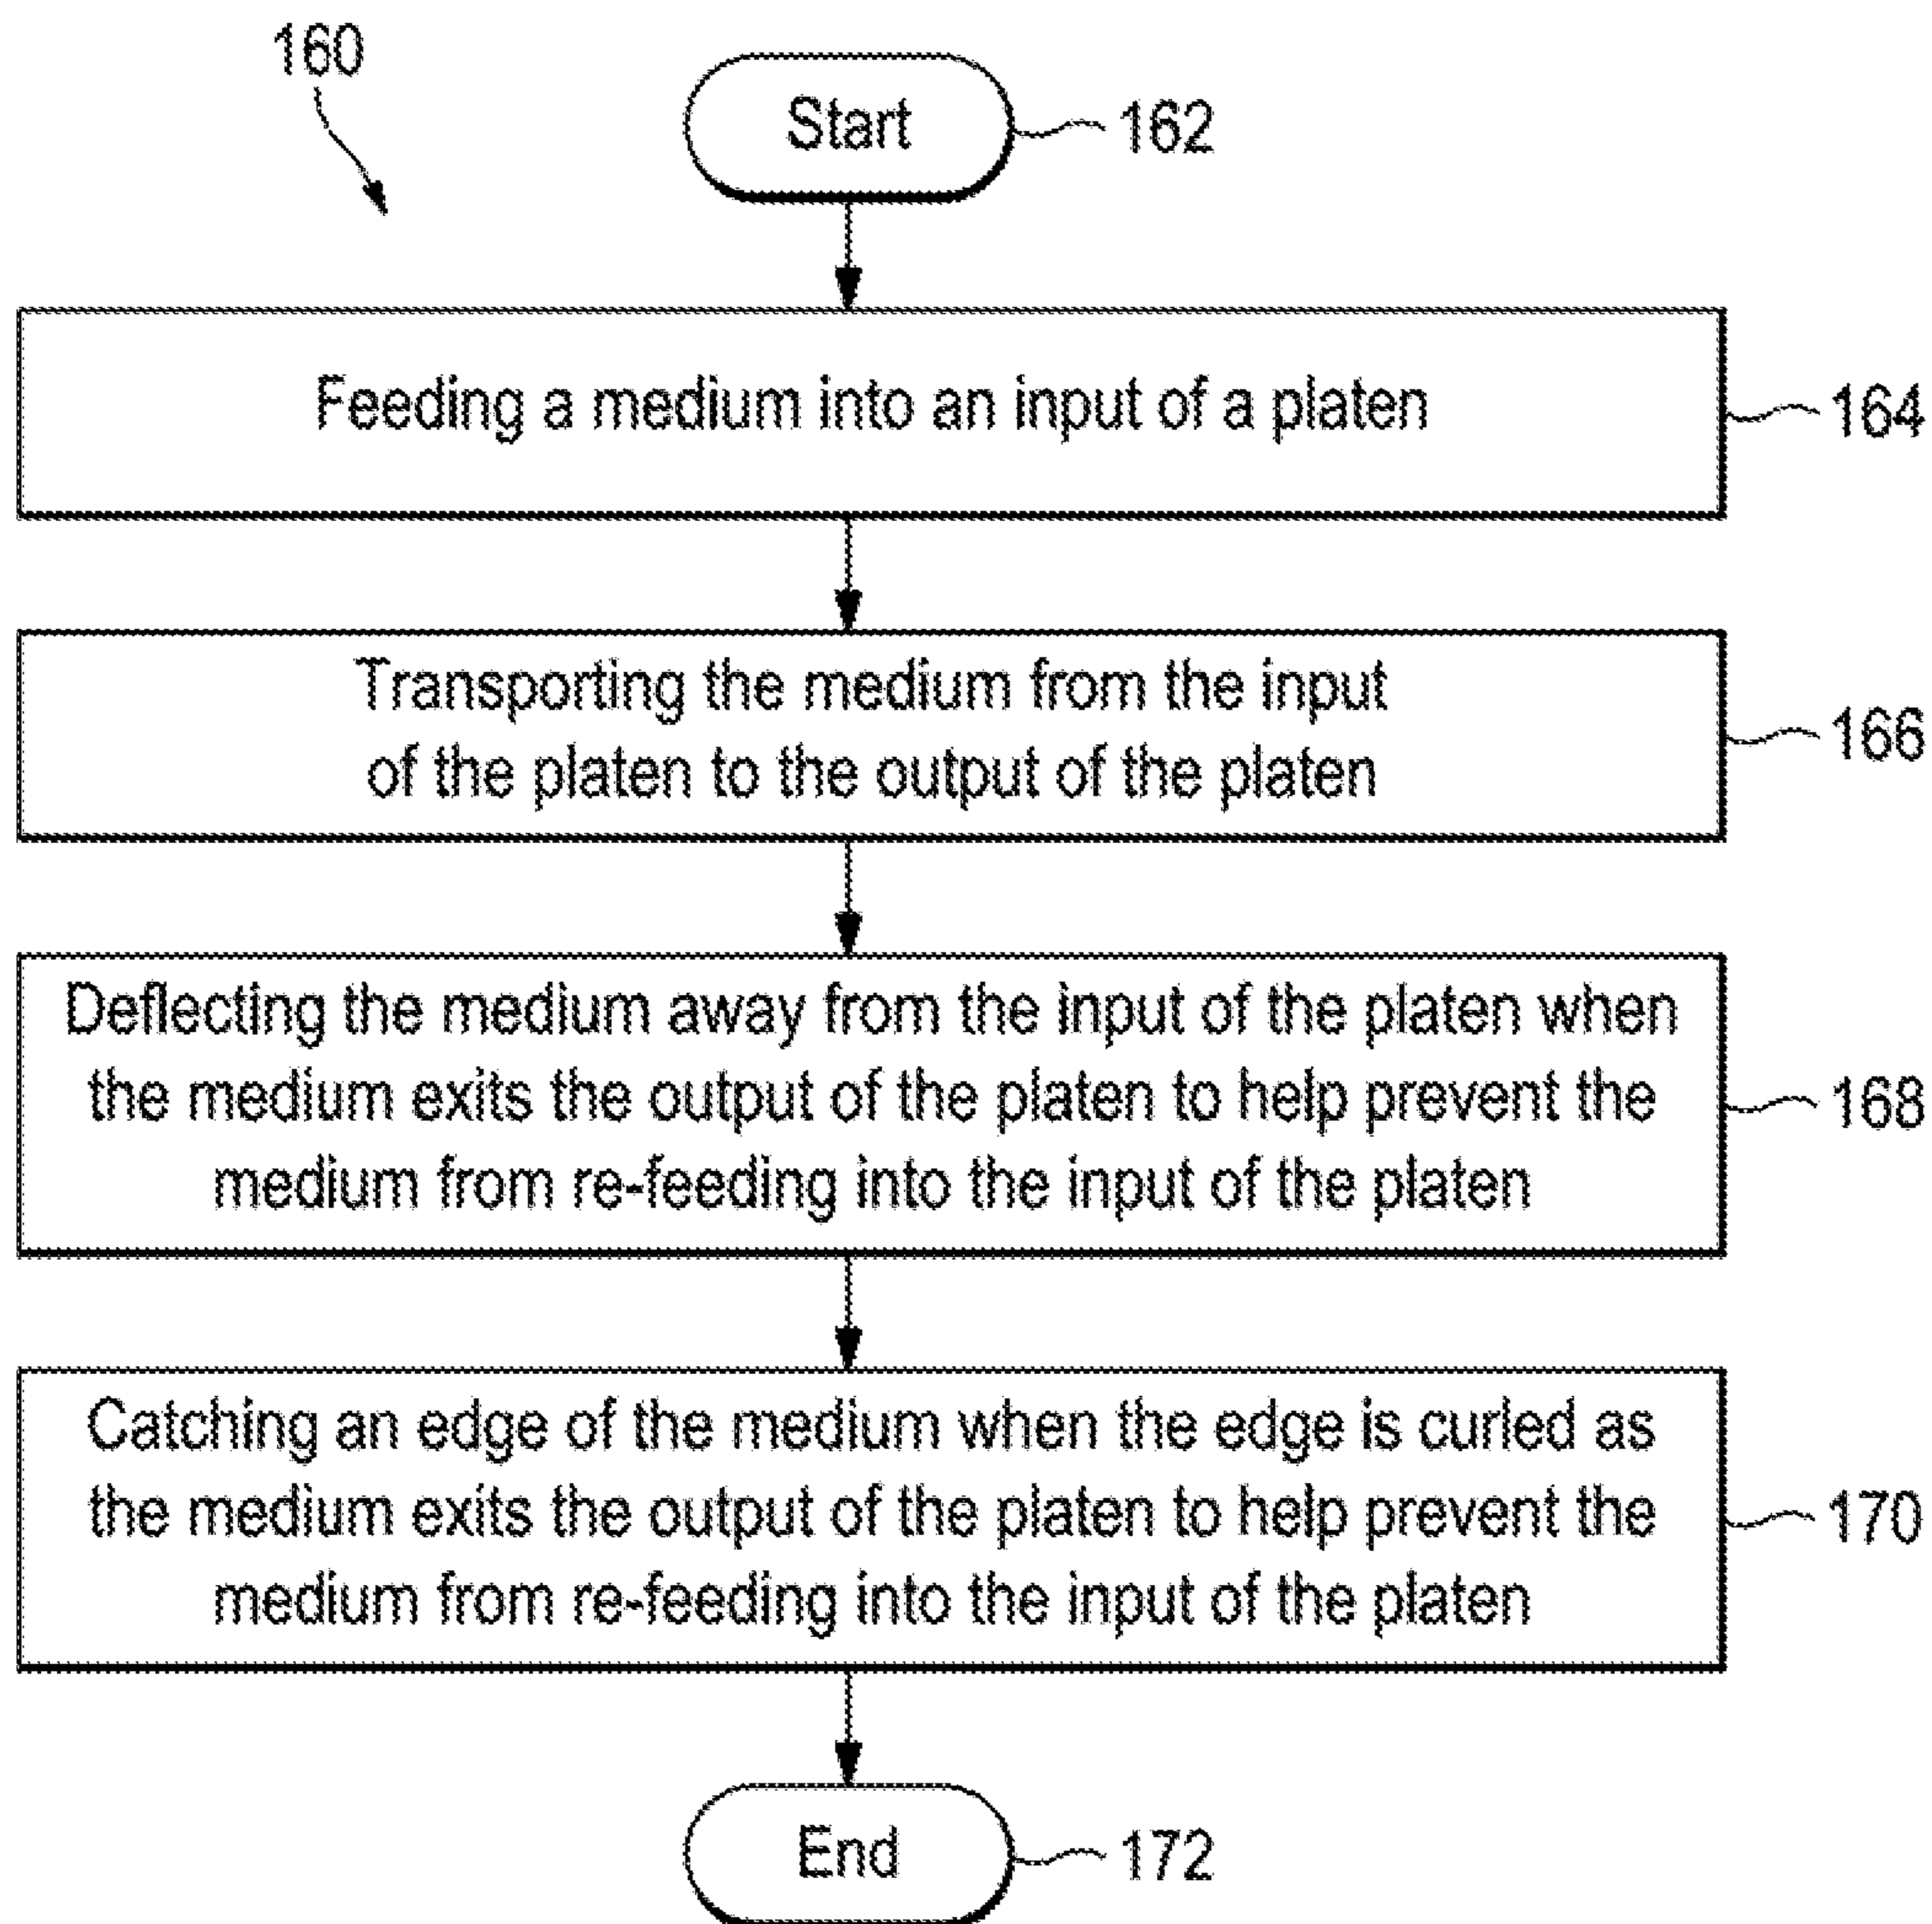 160
Start
162
Feeding a medium into an input of a platen
164
Transporting the medium from the input
of the platen to the output of the platen
166
Deflecting the medium away from the input of the platen when
the medium exits the output of the platen to help prevent the
medium from re-feeding into the input of the platen
168
Catching an edge of the medium when the edge is curled as
the medium exits the output of the platen to help prevent the
medium from re-feeding into the input of the platen
170
End
172